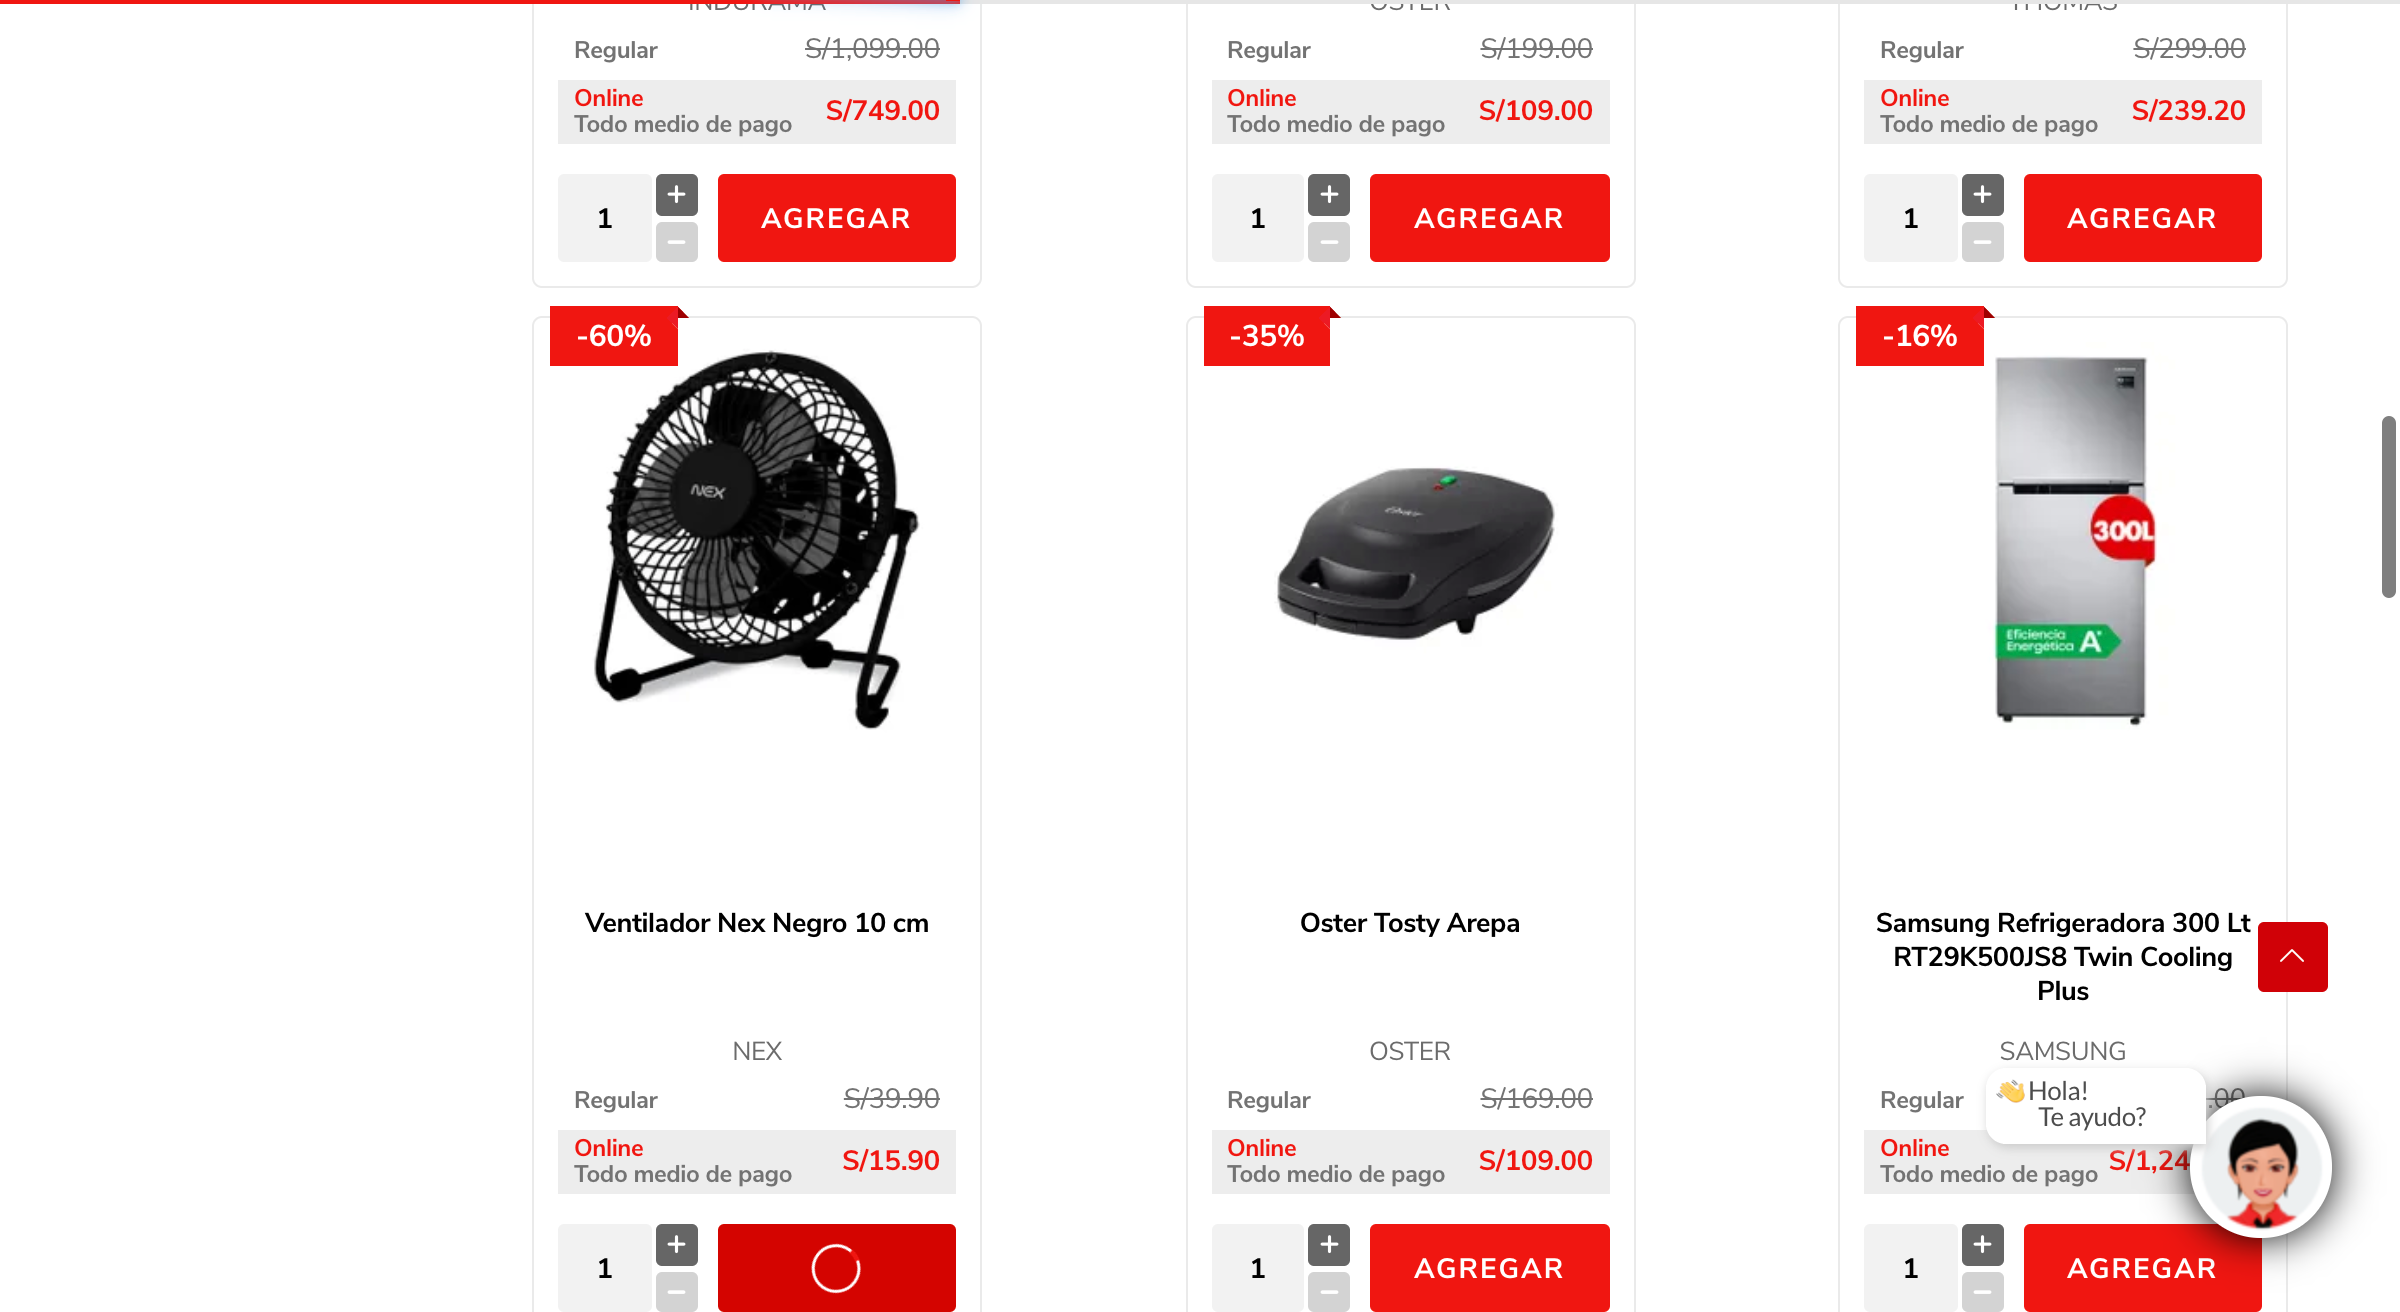 Regular S/1,099.00
Online
Todo medio de pago S/749.00
1 + AGREGAR
−
Regular S/199.00
Online
Todo medio de pago S/109.00
1 + AGREGAR
−
Regular S/299.00
Online
Todo medio de pago S/239.20
1 + AGREGAR
−
-60%
NEX
Ventilador Nex Negro 10 cm
NEX
Regular S/39.90
Online
Todo medio de pago S/15.90
1 +
−
-35%
Oster
Oster Tosty Arepa
OSTER
Regular S/169.00
Online
Todo medio de pago S/109.00
1 + AGREGAR
−
-16%
300L
Eficiencia
Energética A+
Samsung Refrigeradora 300 Lt
RT29K500JS8 Twin Cooling
Plus
SAMSUNG
Regular .00
👋Hola!
Te ayudo?
Online
Todo medio de pago S/1,24
1 + AGREGAR
−